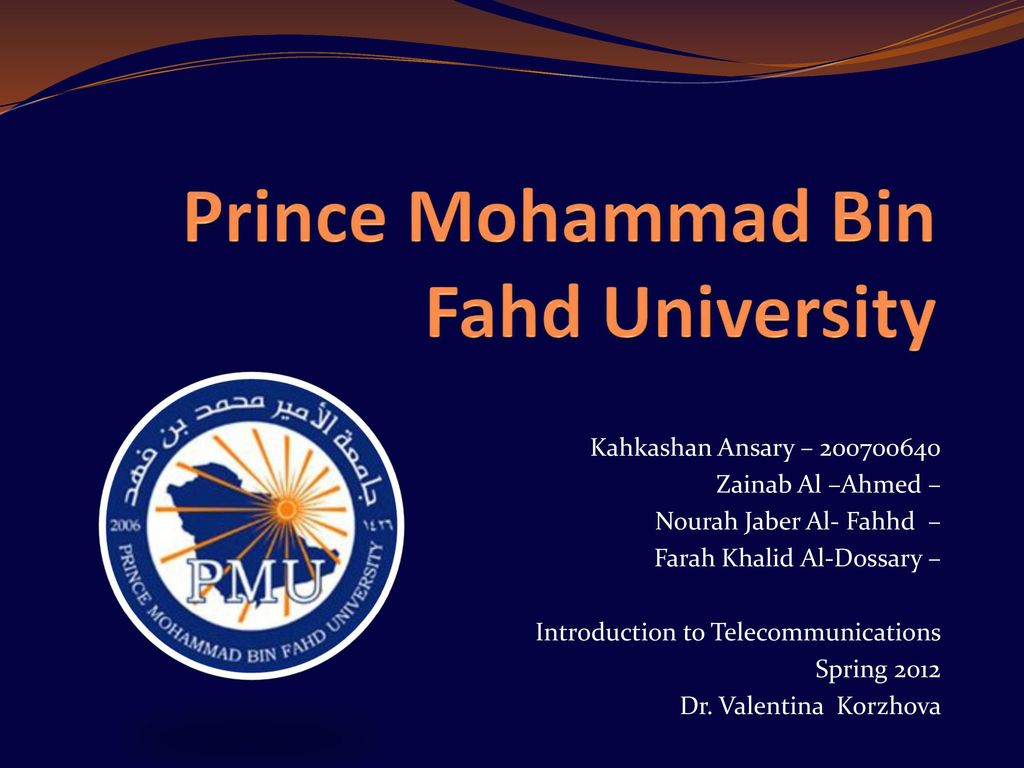 Prince Mohammad Bin
Fahd University
جامعة الأمير محمد بن فهد
2006
١٤٢٦
PMU
PRINCE MOHAMMAD BIN FAHD UNIVERSITY
Kahkashan Ansary – 200700640
Zainab Al –Ahmed –
Nourah Jaber Al- Fahhd –
Farah Khalid Al-Dossary –
Introduction to Telecommunications
Spring 2012
Dr. Valentina Korzhova